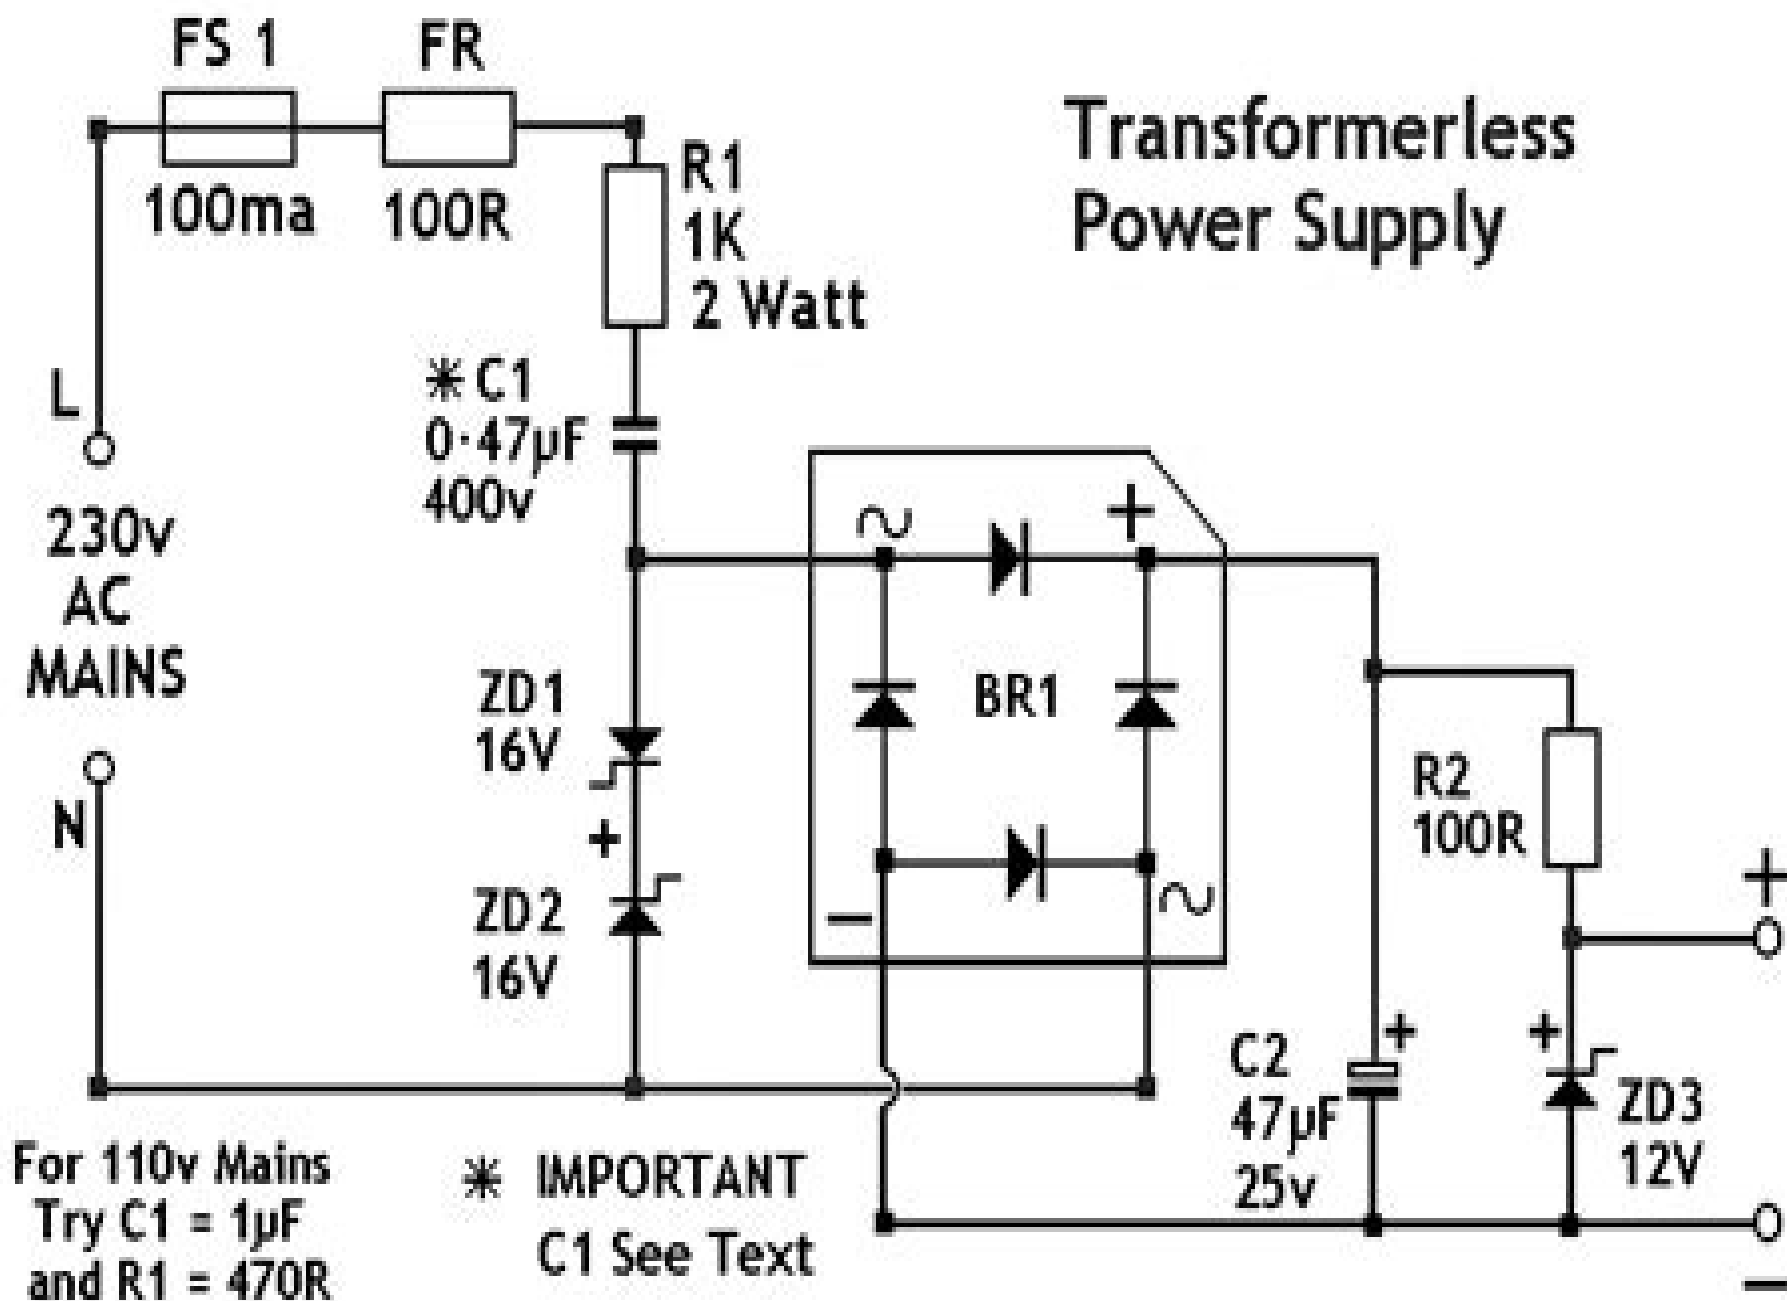 FS 1
FR
100ma
100R
Transformerless
Power Supply
R1
1K
2 Watt
L
* C1
0·47µF
400v
230v
AC
MAINS
N
ZD1
16V
+
ZD2
16V
~
+
BR1
−
~
R2
100R
+
C2
47µF
25v
+
+
ZD3
12V
−
For 110v Mains
Try C1 = 1µF
and R1 = 470R
* IMPORTANT
C1 See Text